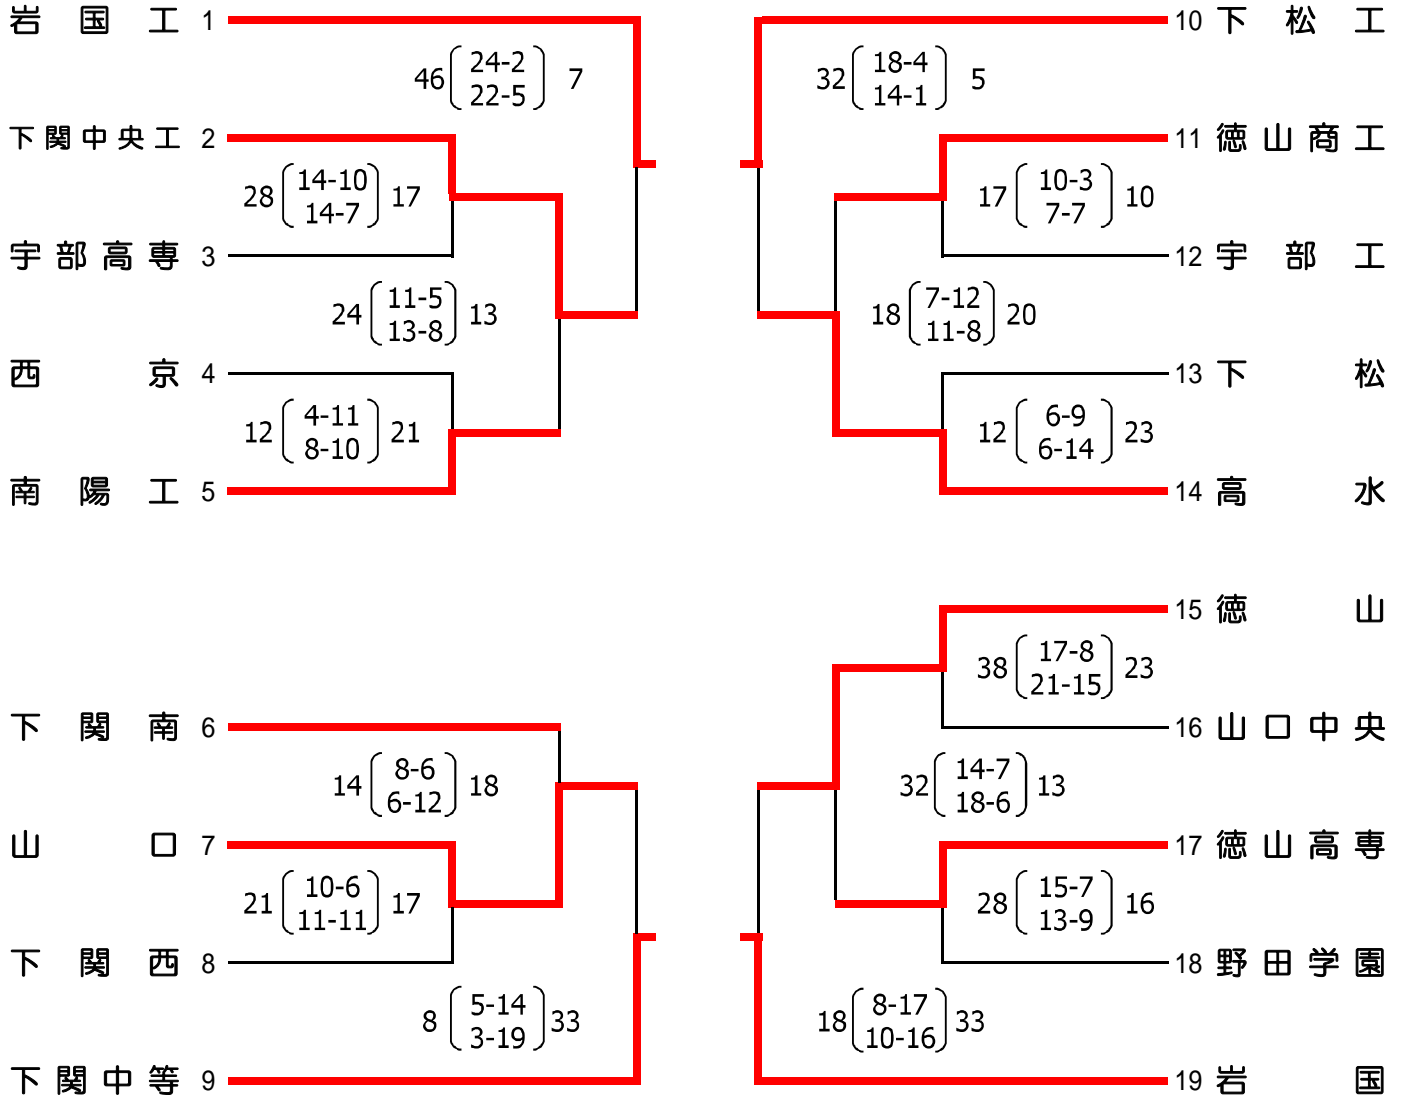 岩国工 1
46 24-2 7
22-5
下関中央工 2
28 14-10 17
14-7
宇部高専 3
24 11-5 13
13-8
西京 4
12 4-11 21
8-10
南陽工 5
下関南 6
14 8-6 18
6-12
山口 7
21 10-6 17
11-11
下関西 8
8 5-14 33
3-19
下関中等 9
10 下松工
32 18-4 5
14-1
11 徳山商工
17 10-3 10
7-7
12 宇部工
18 7-12 20
11-8
13 下松
12 6-9 23
6-14
14 高水
15 徳山
38 17-8 23
21-15
16 山口中央
32 14-7 13
18-6
17 徳山高専
28 15-7 16
13-9
18 野田学園
18 8-17 33
10-16
19 岩国